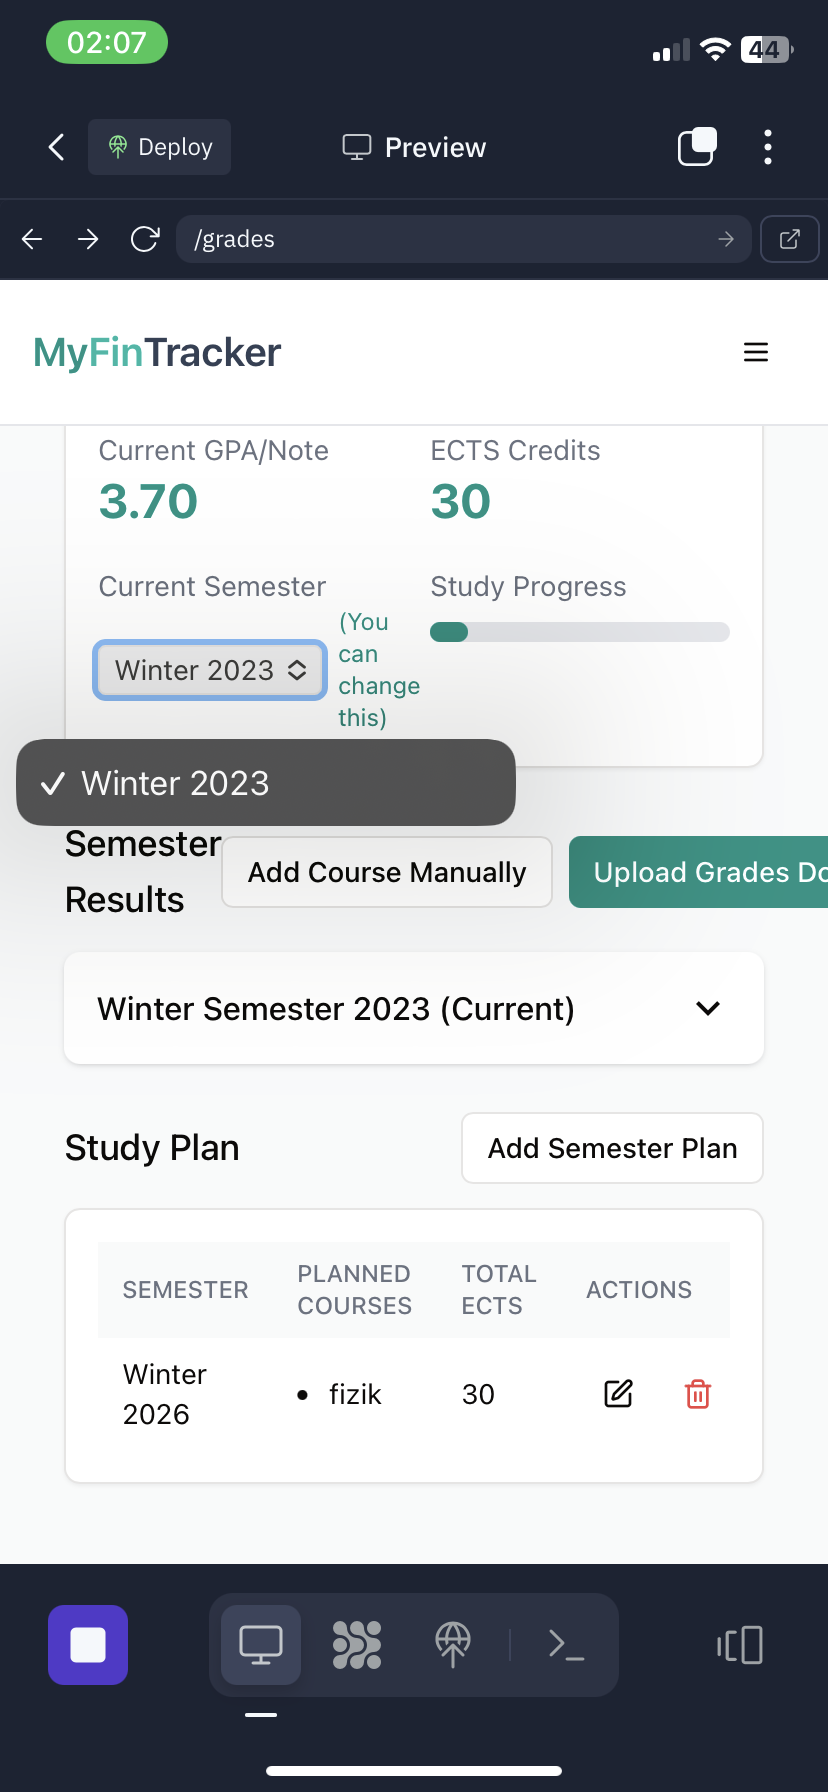 02:07
44
Deploy
Preview
/grades
MyFinTracker
Current GPA/Note
ECTS Credits
3.70
30
Current Semester
Study Progress
Winter 2023
(You
can
change
this)
Winter 2023
Semester
Results
Add Course Manually
Upload Grades Do
Winter Semester 2023 (Current)
Study Plan
Add Semester Plan
SEMESTER
PLANNED
COURSES
TOTAL
ECTS
ACTIONS
Winter
2026
• fizik
30